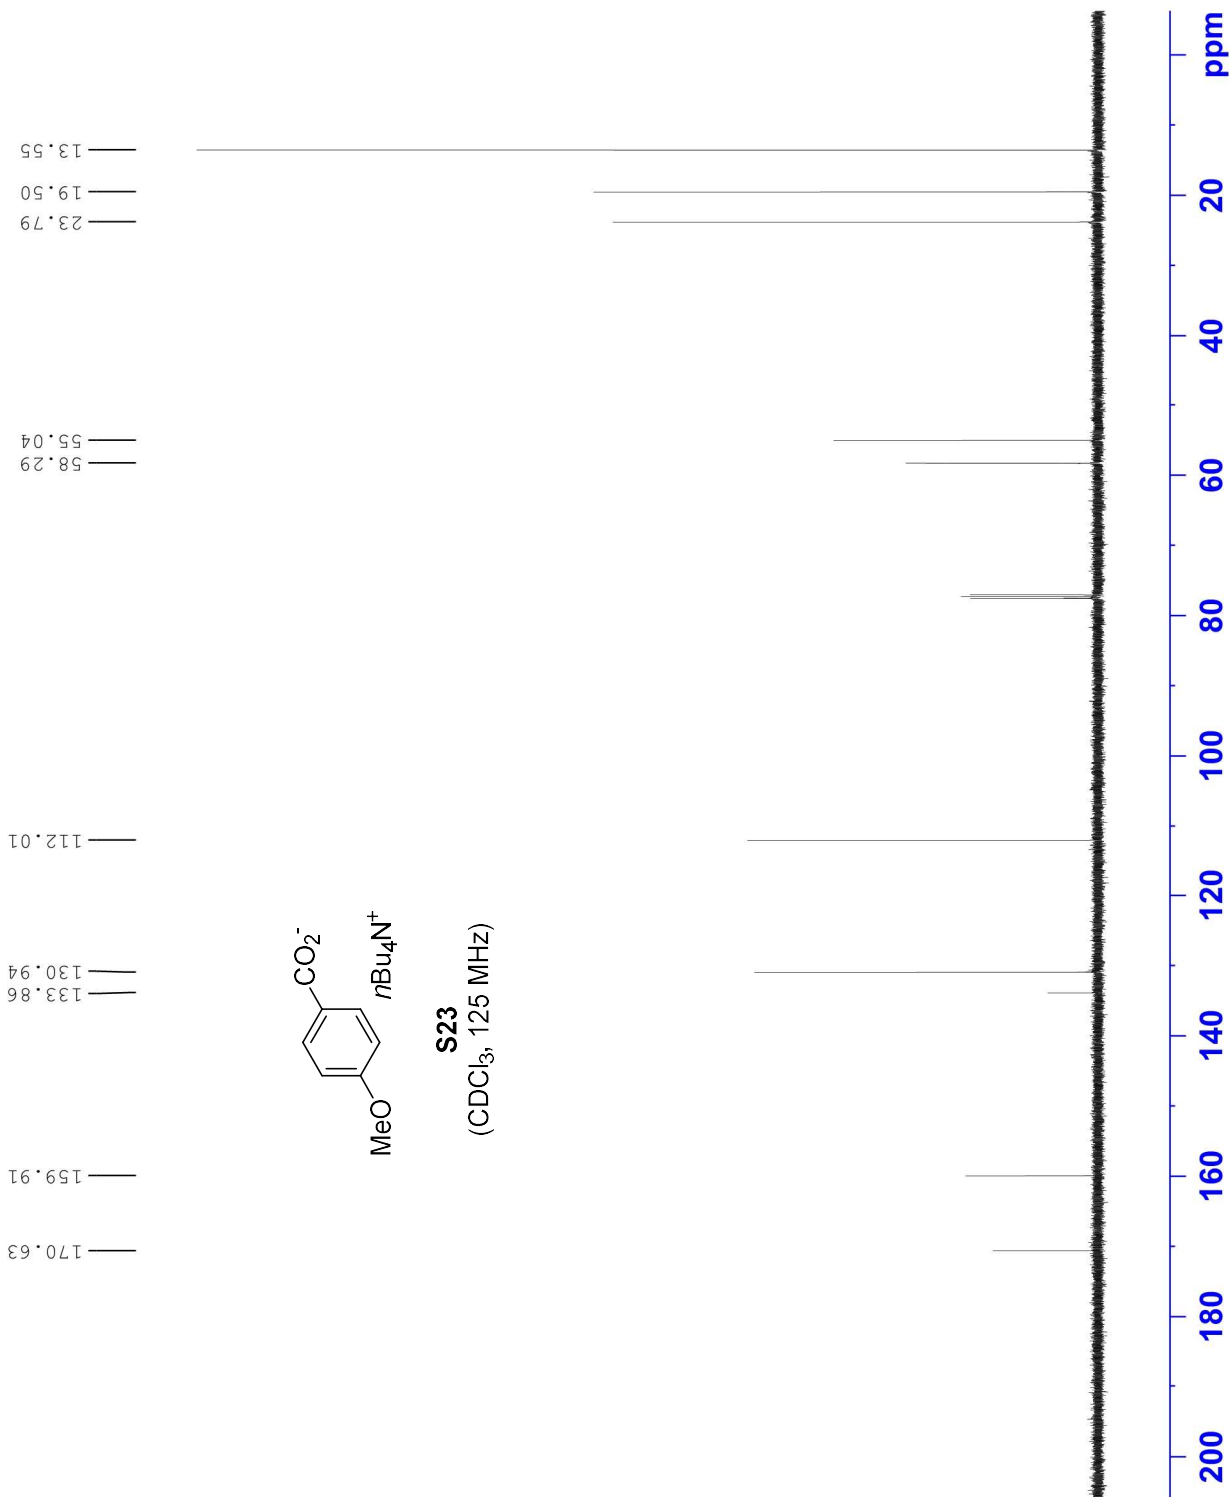 170.63
159.91
133.86
130.94
112.01
58.29
55.04
23.79
19.50
13.55
CO₂⁻
MeO
nBu₄N⁺
S23
(CDCl₃, 125 MHz)
200 180 160 140 120 100 80 60 40 20 ppm